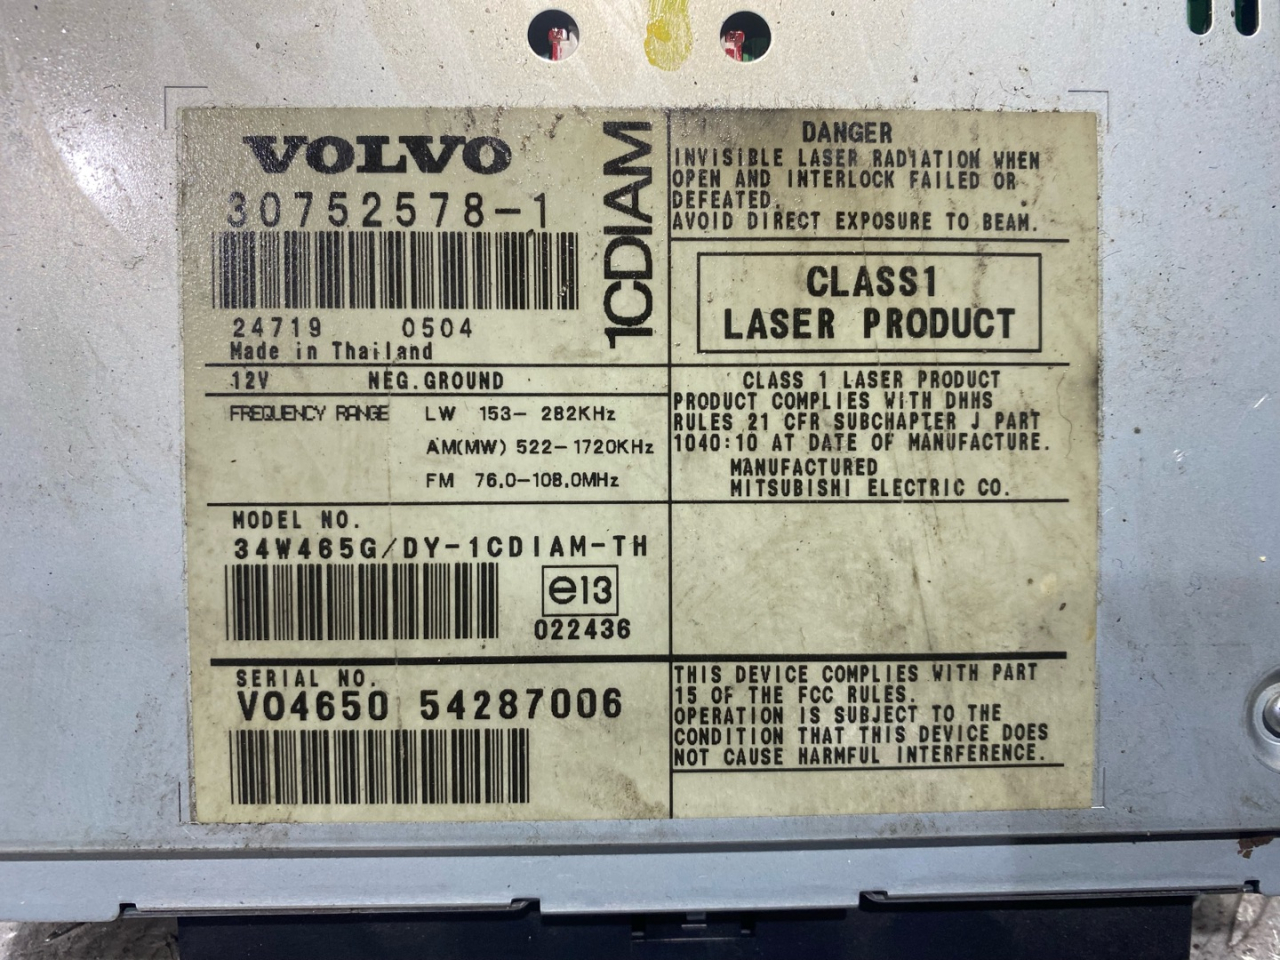 VOLVO
30752578-1
1CDIAM
24719 0504
Made in Thailand
12V NEG.GROUND
FREQUENCY RANGE LW 153- 282KHz
AM(MW) 522-1720KHz
FM 76.0-108.0MHz
MODEL NO.
34W465G/DY-1CDIAM-TH
e13
022436
SERIAL NO.
VO4650 54287006
DANGER
INVISIBLE LASER RADIATION WHEN
OPEN AND INTERLOCK FAILED OR
DEFEATED.
AVOID DIRECT EXPOSURE TO BEAM.
CLASS1
LASER PRODUCT
CLASS 1 LASER PRODUCT
PRODUCT COMPLIES WITH DHHS
RULES 21 CFR SUBCHAPTER J PART
1040:10 AT DATE OF MANUFACTURE.
MANUFACTURED
MITSUBISHI ELECTRIC CO.
THIS DEVICE COMPLIES WITH PART
15 OF THE FCC RULES.
OPERATION IS SUBJECT TO THE
CONDITION THAT THIS DEVICE DOES
NOT CAUSE HARMFUL INTERFERENCE.